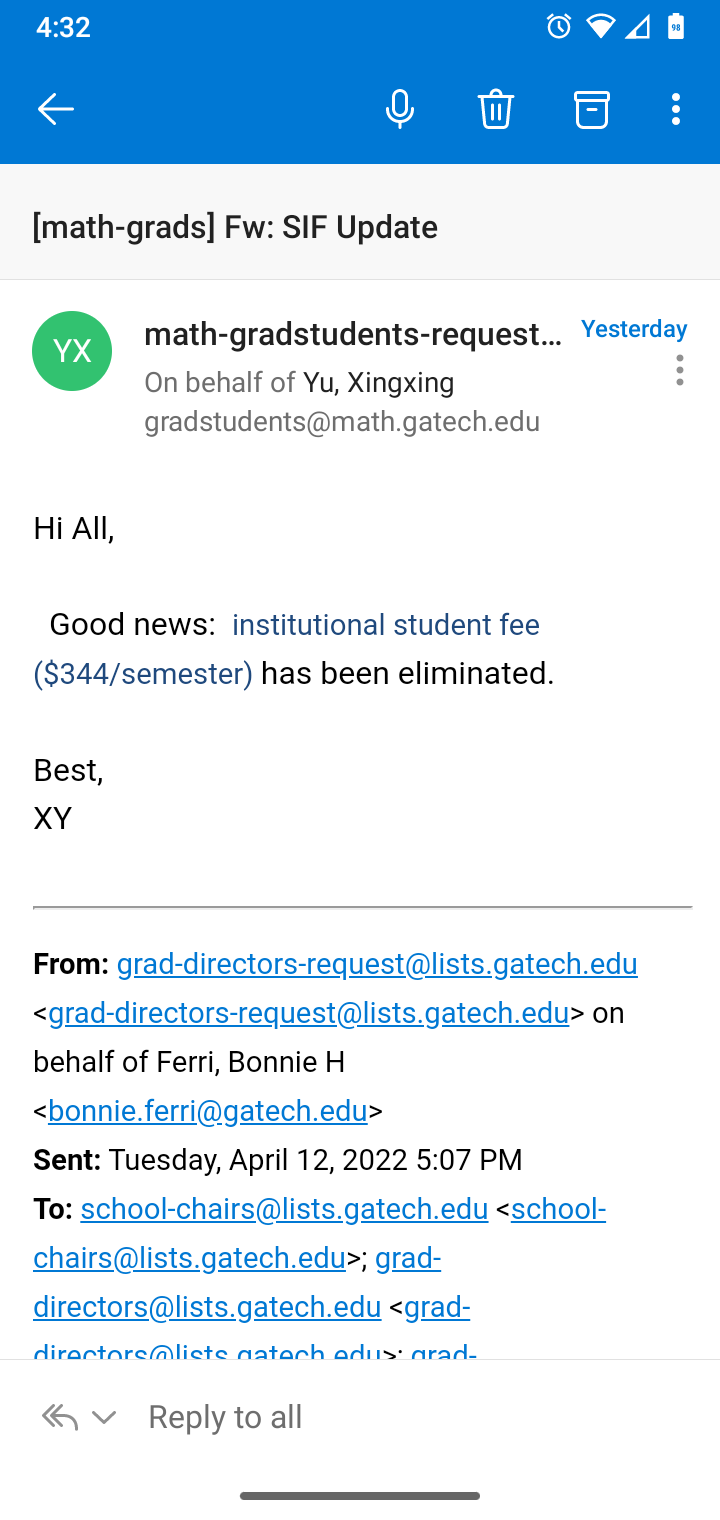 4:32
98
[math-grads] Fw: SIF Update
YX
math-gradstudents-request...
Yesterday
On behalf of Yu, Xingxing
gradstudents@math.gatech.edu
Hi All,
Good news: institutional student fee
($344/semester) has been eliminated.
Best,
XY
From: grad-directors-request@lists.gatech.edu
<grad-directors-request@lists.gatech.edu> on
behalf of Ferri, Bonnie H
<bonnie.ferri@gatech.edu>
Sent: Tuesday, April 12, 2022 5:07 PM
To: school-chairs@lists.gatech.edu <school-
chairs@lists.gatech.edu>; grad-
directors@lists.gatech.edu <grad-
directors@lists.gatech.edu>; grad-
Reply to all